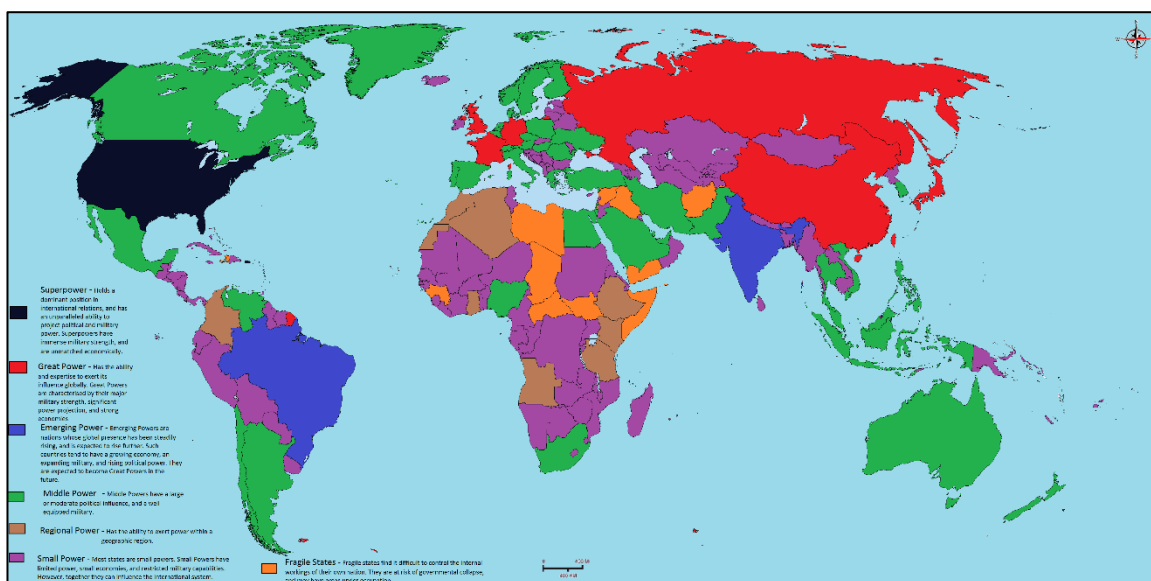 Superpower - Holds a
dominant position in
international relations, and has
an unparalleled ability to
project political and military
power. Superpowers have
immense military strength, and
are unmatched economically.
Great Power - Has the ability
and expertise to exert its
influence globally. Great Powers
are characterised by their major
military strength, significant
power projection, and strong
economies
Emerging Power - Emerging Powers are
nations whose global presence has been steadily
rising, and is expected to rise further. Such
countries tend to have a growing economy, an
expanding military, and rising political power. They
are expected to become Great Powers in the
future.
Middle Power - Middle Powers have a large
or moderate political influence, and a well
equipped military.
Regional Power - Has the ability to exert power within a
geographic region.
Small Power - Most states are small powers. Small Powers have
limited power, small economies, and restricted military capabilities.
However, together they can influence the international system.
Fragile States - Fragile states find it difficult to control the internal
workings of their own nation. They are at risk of governmental collapse,
and may have areas under occupation
W
0